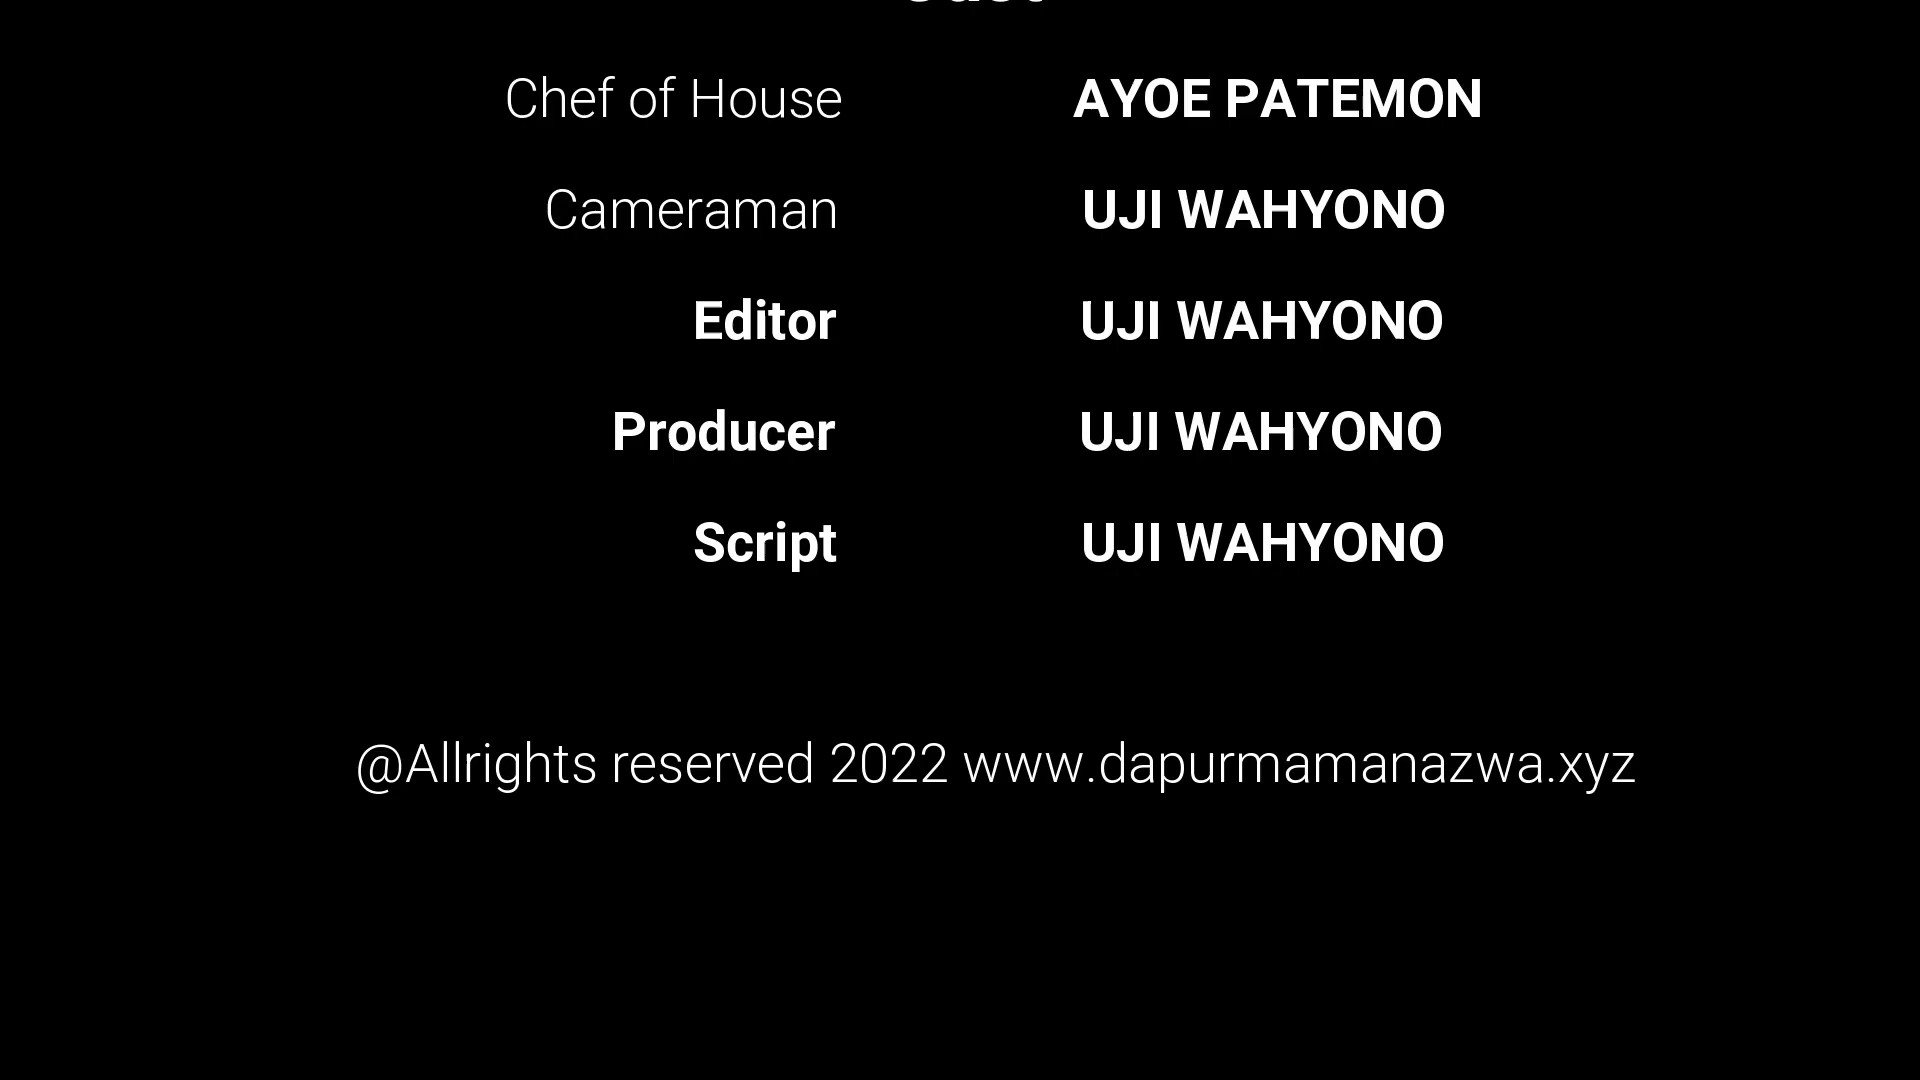 Chef of House AYOE PATEMON
Cameraman UJI WAHYONO
Editor UJI WAHYONO
Producer UJI WAHYONO
Script UJI WAHYONO
@Allrights reserved 2022 www.dapurmamanazwa.xyz